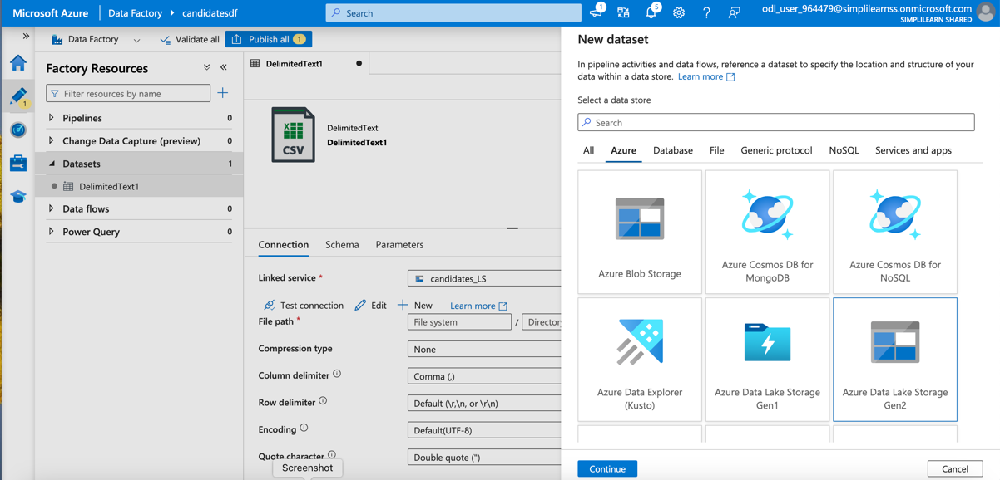 Microsoft Azure
Data Factory
candidatesdf
Search
1
5
odl_user_964479@simplilearnss.onmicrosoft.com
SIMPLILEARN SHARED
Data Factory
Validate all
Publish all 1
1
Factory Resources
Filter resources by name
Pipelines 0
Change Data Capture (preview) 0
Datasets 1
DelimitedText1
Data flows 0
Power Query 0
DelimitedText1
CSV
DelimitedText
DelimitedText1
Connection Schema Parameters
Linked service *
candidates_LS
Test connection Edit New Learn more
File path *
File system / Director
Compression type
None
Column delimiter
Comma (,)
Row delimiter
Default (\r,\n, or \r\n)
Encoding
Default(UTF-8)
Quote character
Double quote (")
Screenshot
New dataset
In pipeline activities and data flows, reference a dataset to specify the location and structure of your
data within a data store. Learn more
Select a data store
Search
All Azure Database File Generic protocol NoSQL Services and apps
Azure Blob Storage
Azure Cosmos DB for
MongoDB
Azure Cosmos DB for
NoSQL
Azure Data Explorer
(Kusto)
Azure Data Lake Storage
Gen1
Azure Data Lake Storage
Gen2
Continue
Cancel